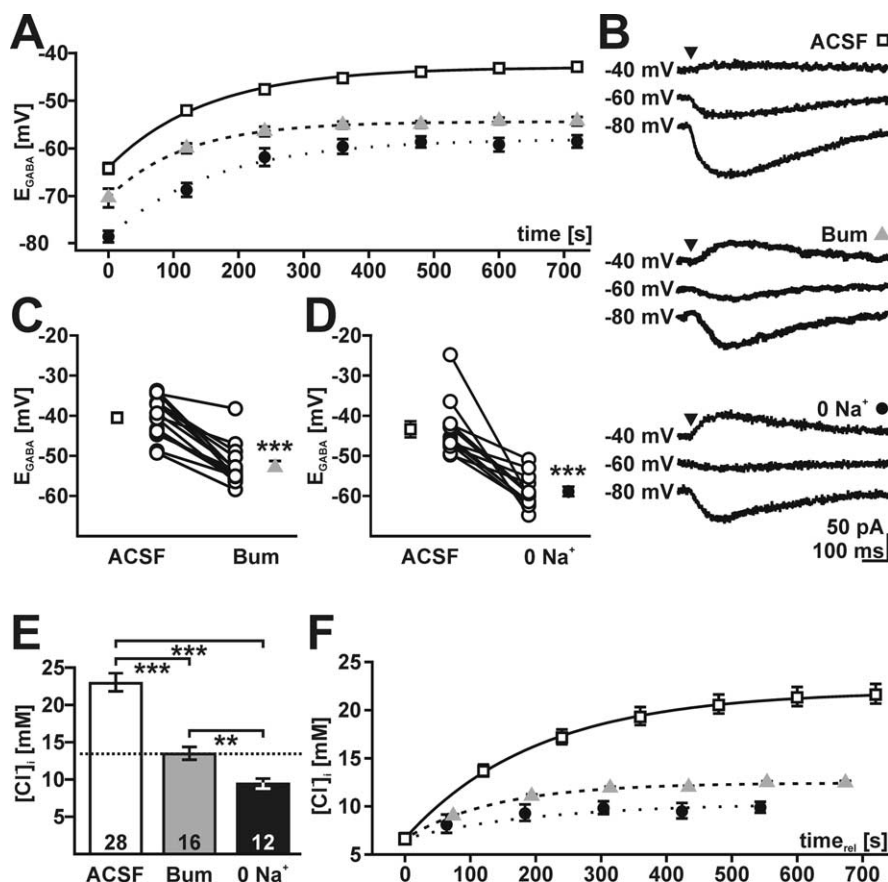 A
-40
-50
-60
-70
-80
E_GABA [mV]
time [s]
0 100 200 300 400 500 600 700
B
ACSF
-40 mV
-60 mV
-80 mV
Bum
-40 mV
-60 mV
-80 mV
0 Na⁺
-40 mV
-60 mV
-80 mV
50 pA
100 ms
C
-20
-30
-40
-50
-60
E_GABA [mV]
***
ACSF Bum
D
-20
-30
-40
-50
-60
E_GABA [mV]
***
ACSF 0 Na⁺
E
25
20
15
10
5
[Cl⁻]ᵢ [mM]
***
***
**
28 16 12
ACSF Bum 0 Na⁺
F
25
20
15
10
5
[Cl⁻]ᵢ [mM]
time_rel [s]
0 100 200 300 400 500 600 700